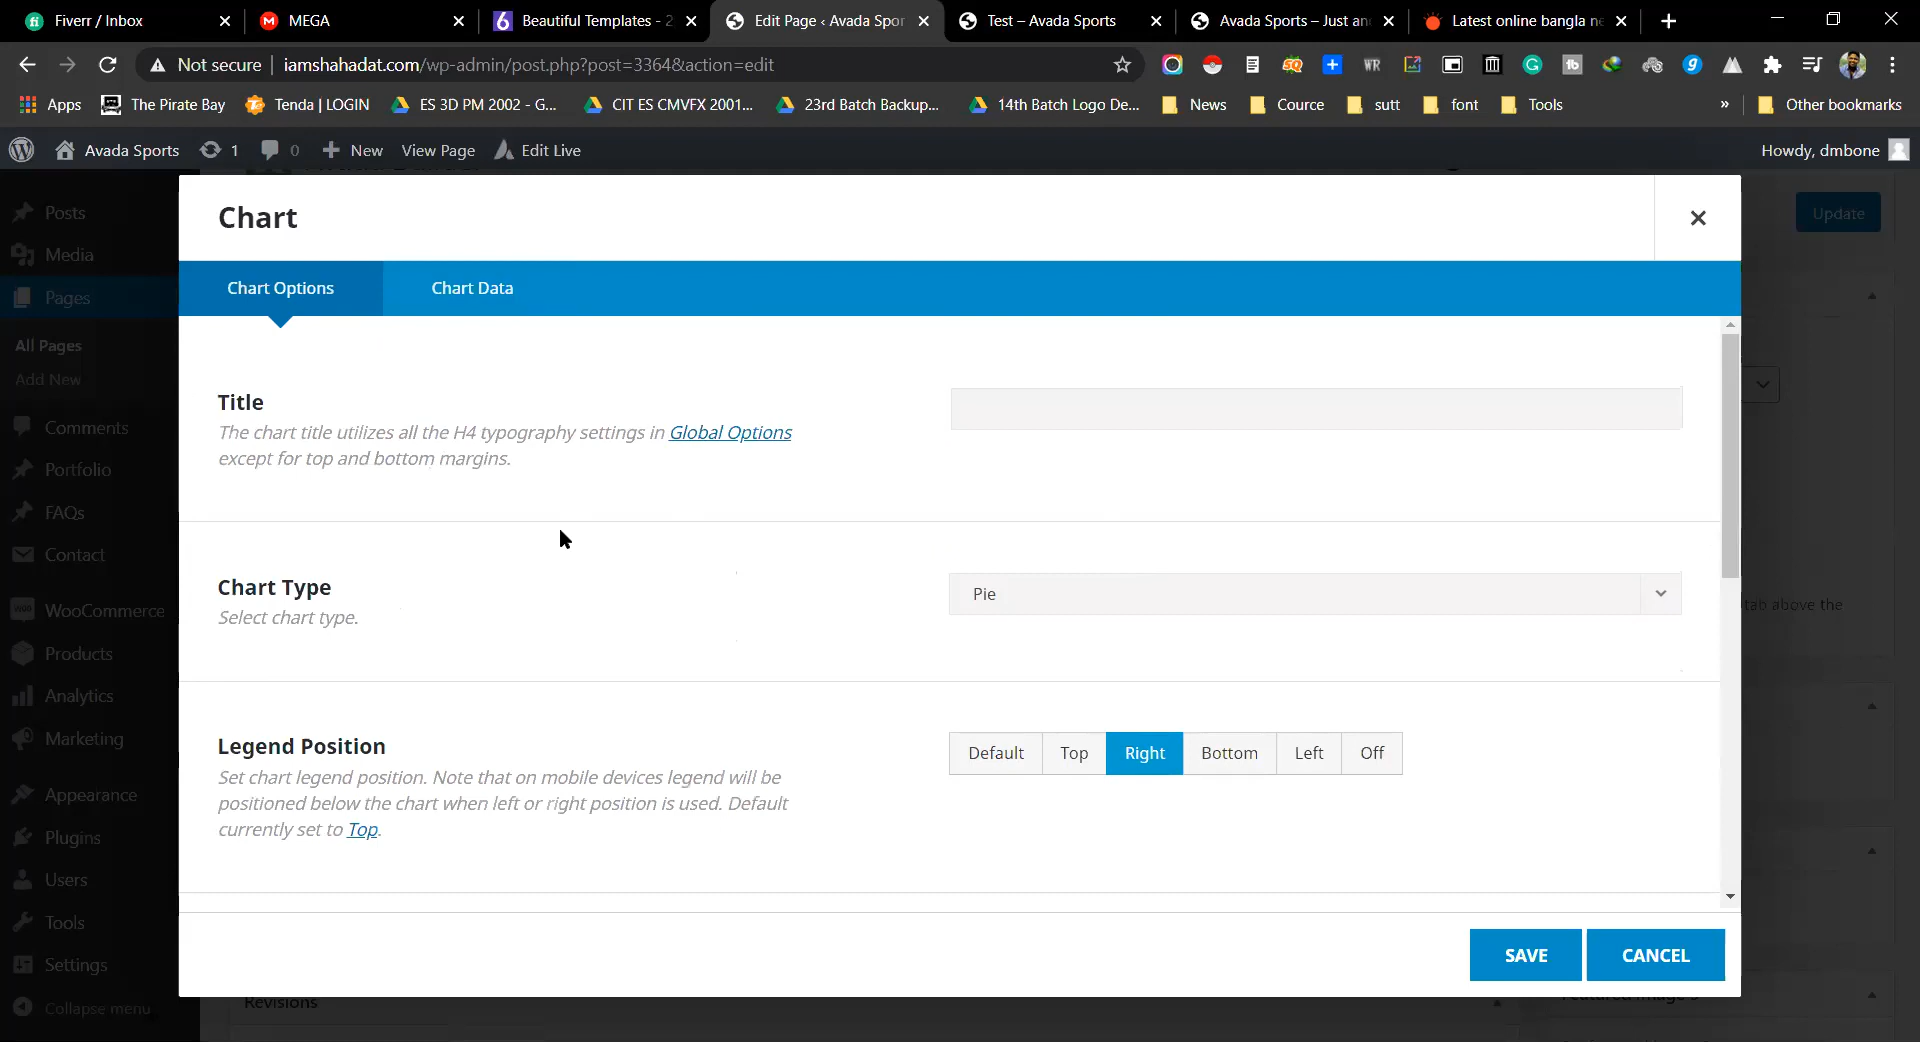 Fiverr / Inbox
MEGA
Beautiful Templates - 2
Edit Page ‹ Avada Spor
Test – Avada Sports
Avada Sports – Just an
Latest online bangla ne
Not secure
iamshahadat.com/wp-admin/post.php?post=3364&action=edit
Apps
The Pirate Bay
Tenda | LOGIN
ES 3D PM 2002 - G...
CIT ES CMVFX 2001...
23rd Batch Backup...
14th Batch Logo De...
News
Cource
sutt
font
Tools
»
Other bookmarks
Avada Sports
1
0
New
View Page
Edit Live
Howdy, dmbone
Posts
Media
Pages
All Pages
Add New
Comments
Portfolio
FAQs
Contact
WooCommerce
Products
Analytics
Marketing
Appearance
Plugins
Users
Tools
Settings
Collapse menu
Update
Chart
Chart Options
Chart Data
Title
The chart title utilizes all the H4 typography settings in Global Options
except for top and bottom margins.
Chart Type
Select chart type.
Pie
tab above the
Legend Position
Set chart legend position. Note that on mobile devices legend will be
positioned below the chart when left or right position is used. Default
currently set to Top.
Default
Top
Right
Bottom
Left
Off
SAVE
CANCEL
Revisions